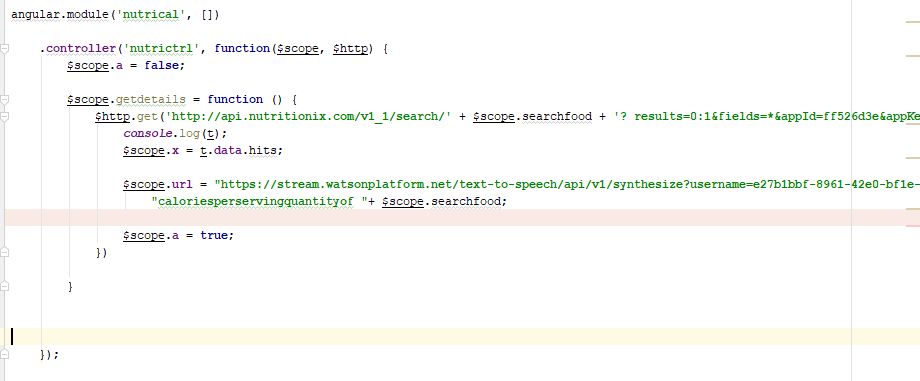 angular.module('nutrical', [])
.controller('nutrictrl', function($scope, $http) {
$scope.a = false;
$scope.getdetails = function () {
$http.get('http://api.nutritionix.com/v1_1/search/' + $scope.searchfood + '? results=0:1&fields=*&appId=ff526d3e&appKe
console.log(t);
$scope.x = t.data.hits;
$scope.url = "https://stream.watsonplatform.net/text-to-speech/api/v1/synthesize?username=e27b1bbf-8961-42e0-bf1e-
"caloriesperservingquantityof "+ $scope.searchfood;
$scope.a = true;
})
}
});